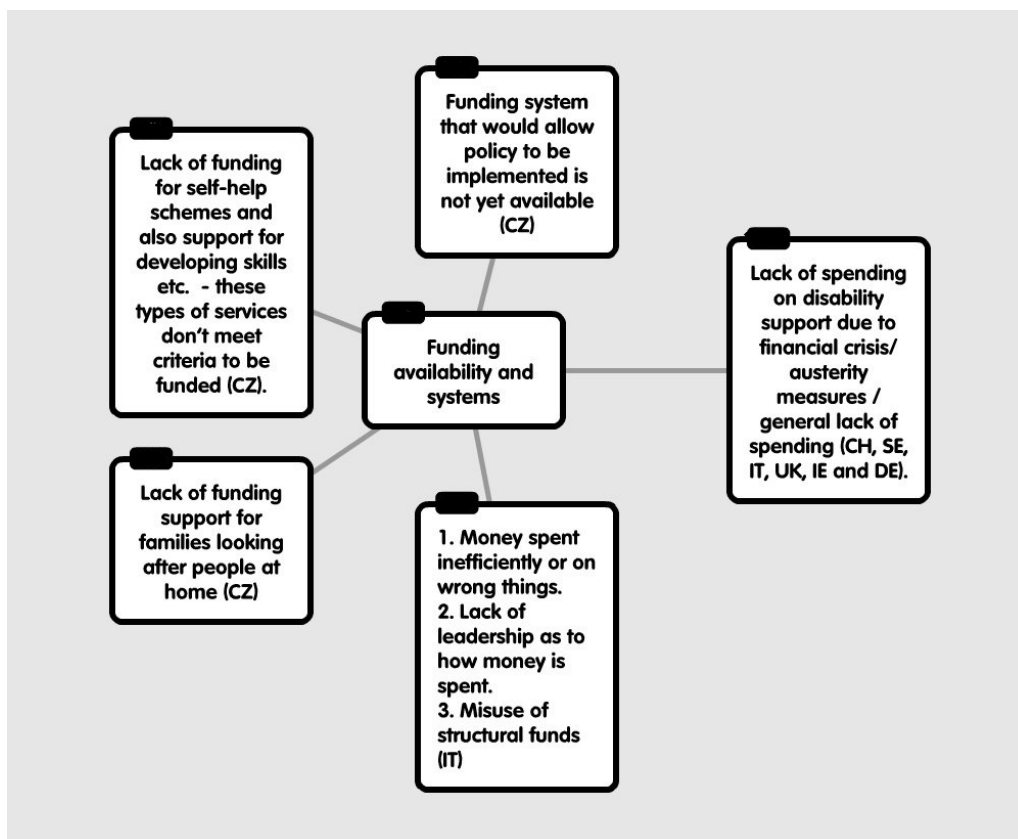 Funding system
that would allow
policy to be
implemented is
not yet available
(CZ)
Lack of funding
for self-help
schemes and
also support for
developing skills
etc.  - these
types of services
don't meet
criteria to be
funded (CZ).
Lack of spending
on disability
support due to
financial crisis/
austerity
measures /
general lack of
spending (CH, SE,
IT, UK, IE and DE).
Funding
availability and
systems
Lack of funding
support for
families looking
after people at
home (CZ)
1. Money spent
inefficiently or on
wrong things.
2. Lack of
leadership as to
how money is
spent.
3. Misuse of
structural funds
(IT)